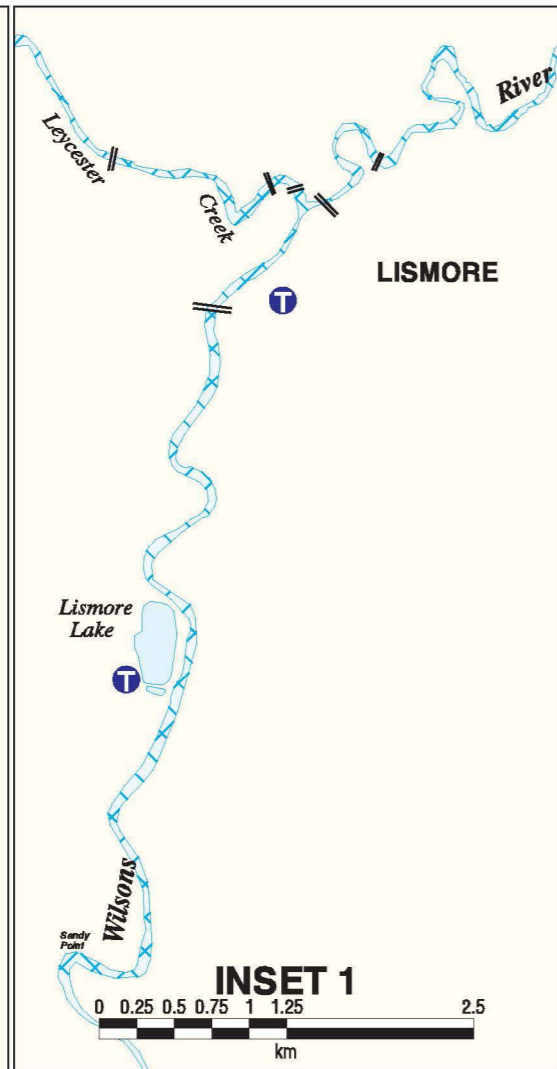 River
Leycester
Creek
LISMORE
T
Lismore
Lake
T
Wilsons
Sandy
Point
INSET 1
0 0.25 0.5 0.75 1 1.25 2.5
km